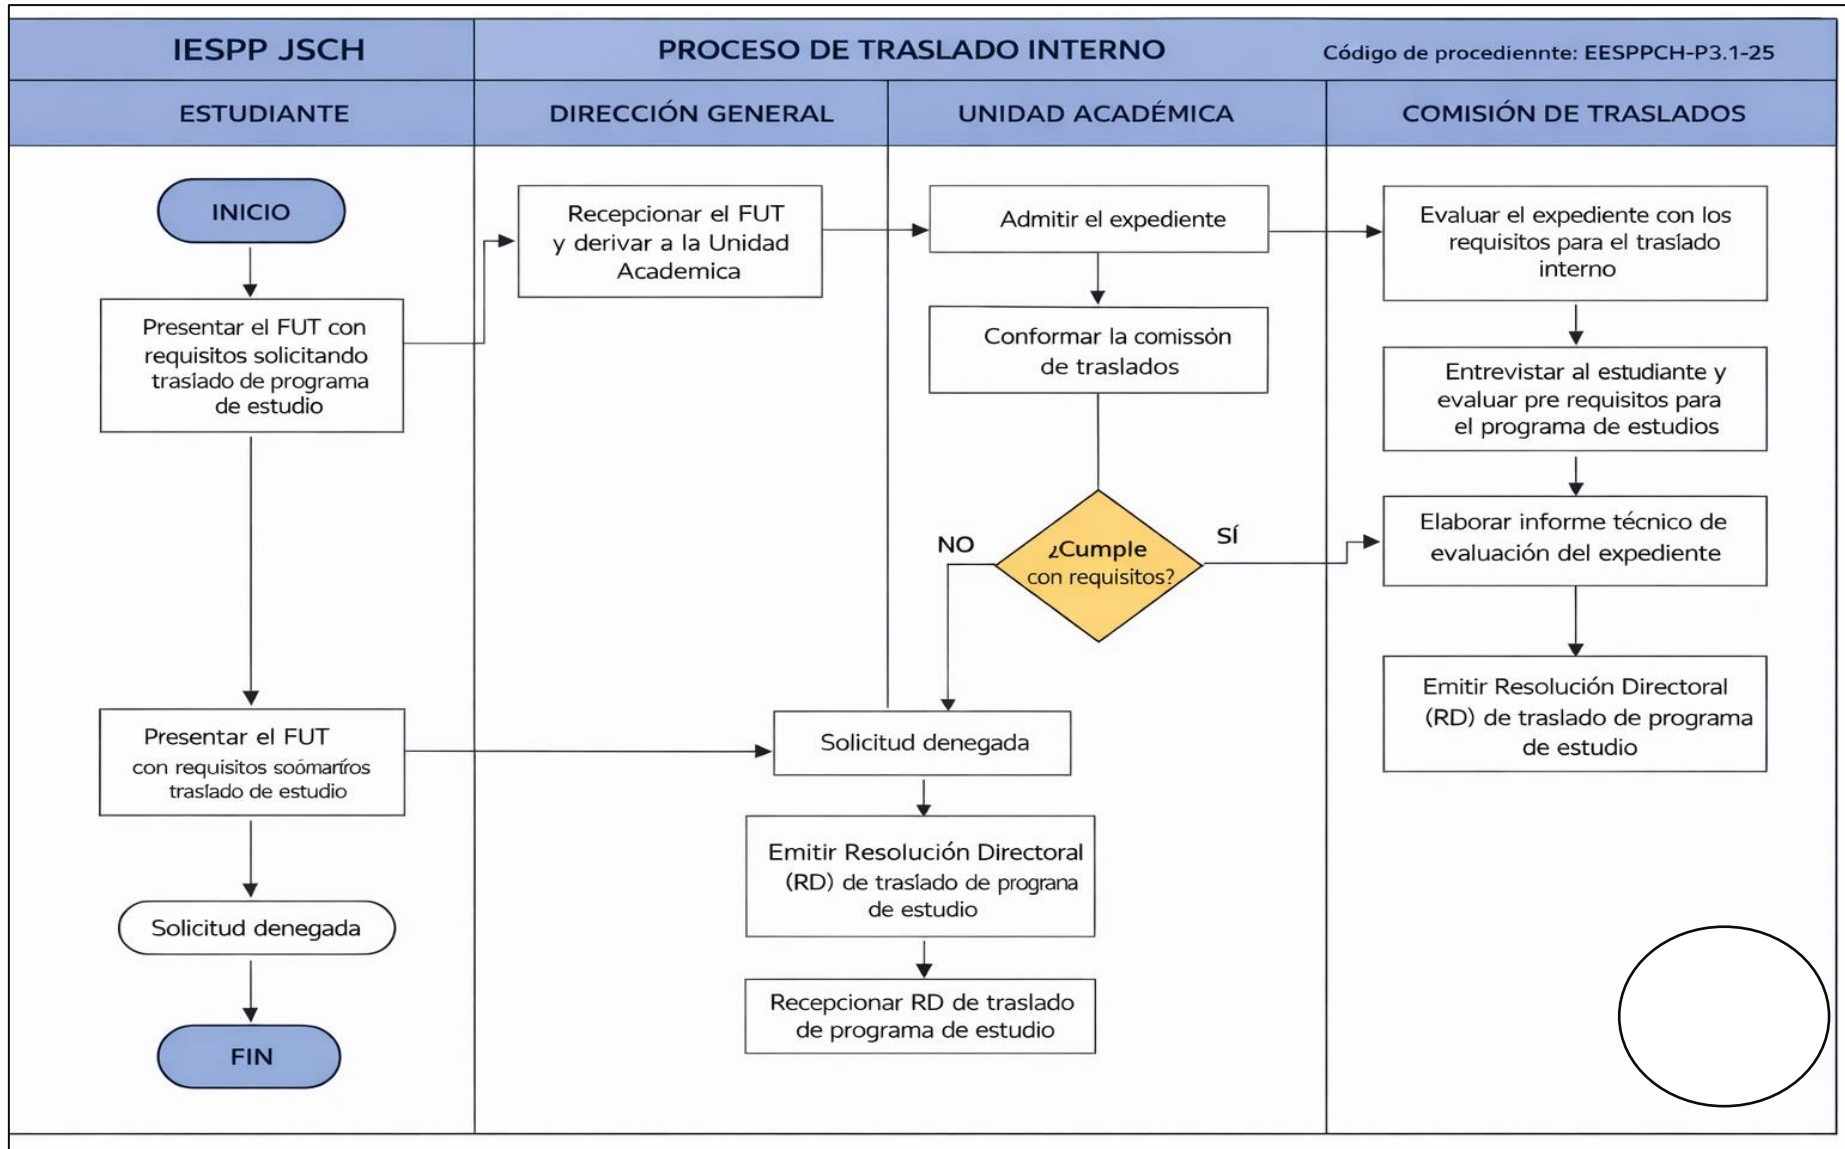 IESPP JSCH
PROCESO DE TRASLADO INTERNO
Código de procediennte: EESPPCH-P3.1-25
ESTUDIANTE
DIRECCIÓN GENERAL
UNIDAD ACADÉMICA
COMISIÓN DE TRASLADOS
INICIO
Presentar el FUT con
requisitos solicitando
traslado de programa
de estudio
Presentar el FUT
con requisitos
traslado de estudio
Solicitud denegada
FIN
Recepcionar el FUT
y derivar a la Unidad
Academica
Admitir el expediente
Conformar la comissón
de traslados
¿Cumple
con requisitos?
NO
SÍ
Solicitud denegada
Emitir Resolución Directoral
(RD) de traslado de prograna
de estudio
Recepcionar RD de traslado
de programa de estudio
Evaluar el expediente con los
requisitos para el traslado
interno
Entrevistar al estudiante y
evaluar pre requisitos para
el programa de estudios
Elaborar informe técnico de
evaluación del expediente
Emitir Resolución Directoral
(RD) de traslado de programa
de estudio